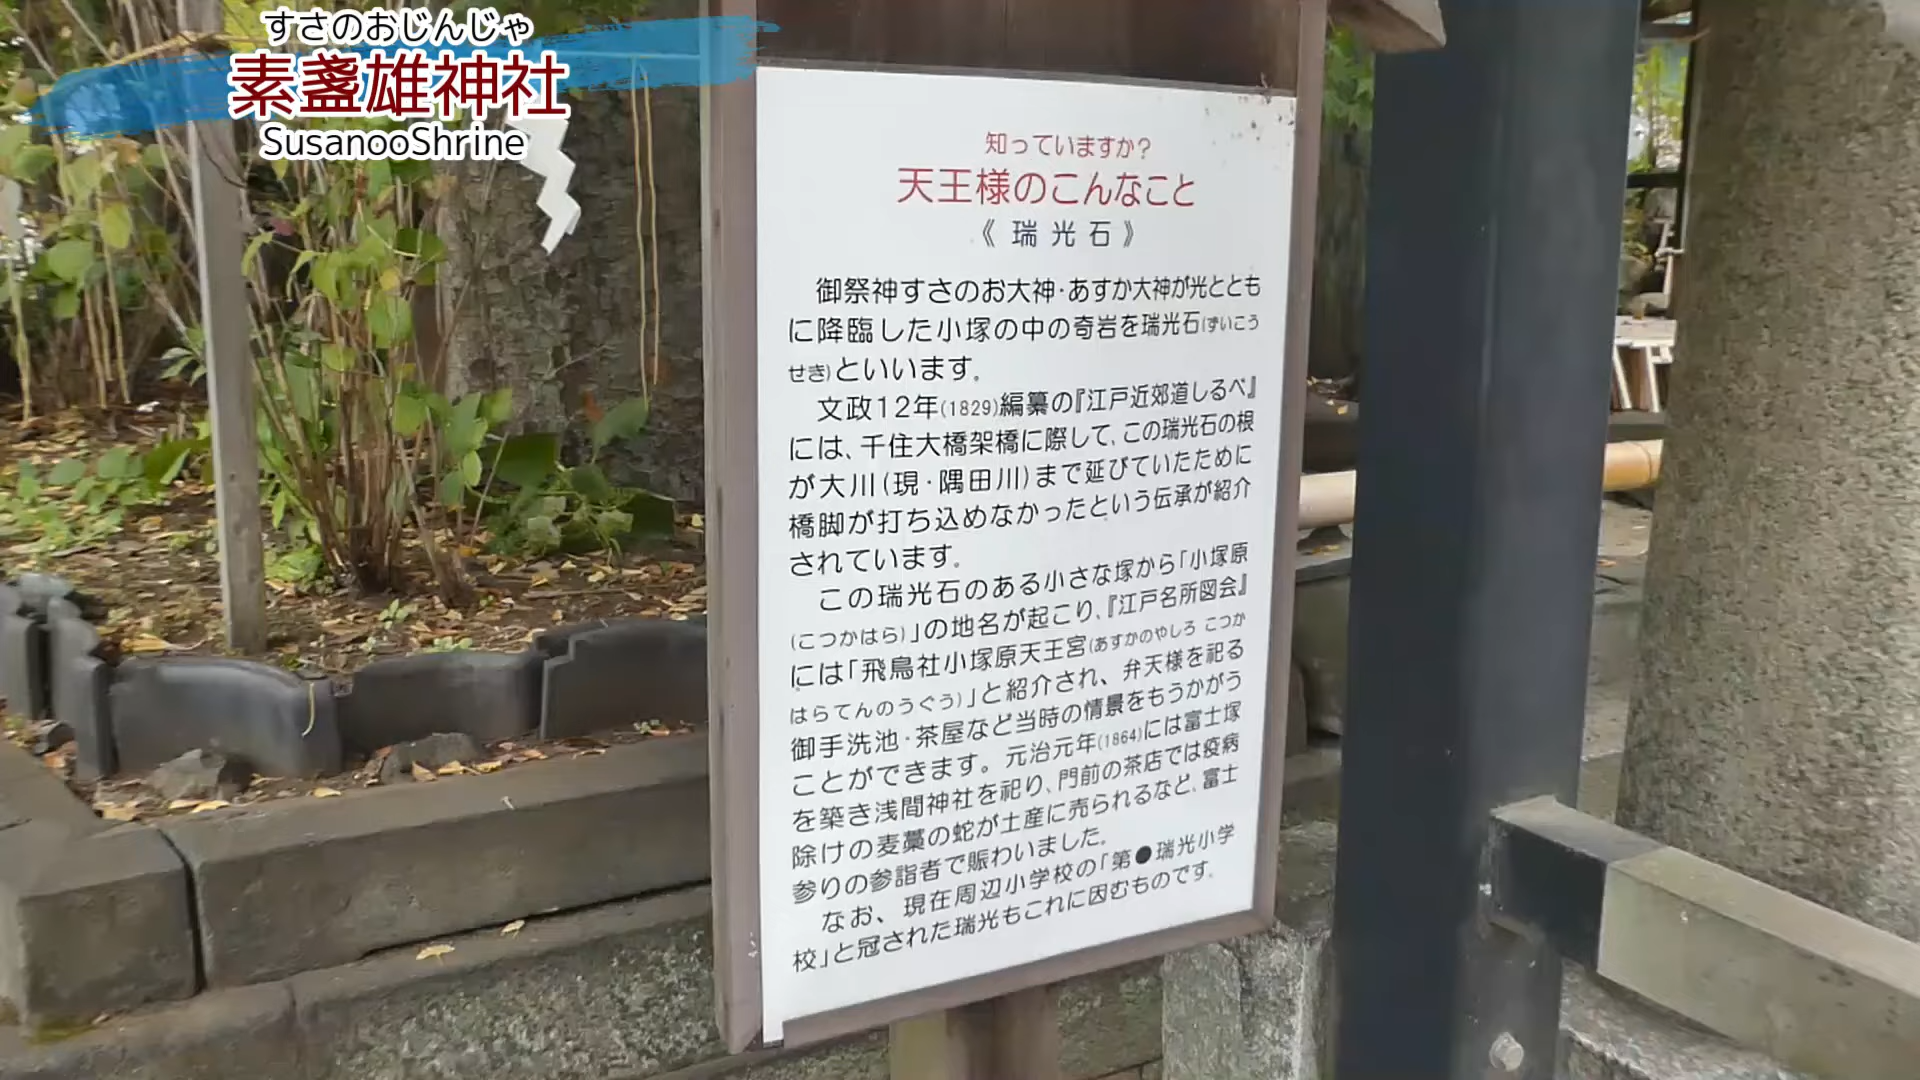 すさのおじんじゃ
素盞雄神社
SusanooShrine
知っていますか?
天王様のこんなこと
《瑞光石》
御祭神すさのお大神・あすか大神が光ととも
に降臨した小塚の中の奇岩を瑞光石(ずいこう
せき)といいます。
文政12年(1829)編纂の『江戸近郊道しるべ』
には、千住大橋架橋に際して、この瑞光石の根
が大川(現・隅田川)まで延びていたために
橋脚が打ち込めなかったという伝承が紹介
されています。
この瑞光石のある小さな塚から「小塚原
(こつかはら)」の地名が起こり、『江戸名所図会』
には「飛鳥社小塚原天王宮(あすかのやしろ こつか
はらてんのうぐう)」と紹介され、弁天様を祀る
御手洗池・茶屋など当時の情景をもうかがう
ことができます。元治元年(1864)には富士塚
を築き浅間神社を祀り、門前の茶店では疫病
除けの麦藁の蛇が土産に売られるなど、富士
参りの参詣者で賑わいました。
なお、現在周辺小学校の「第●瑞光小学
校」と冠された瑞光もこれに因むものです。